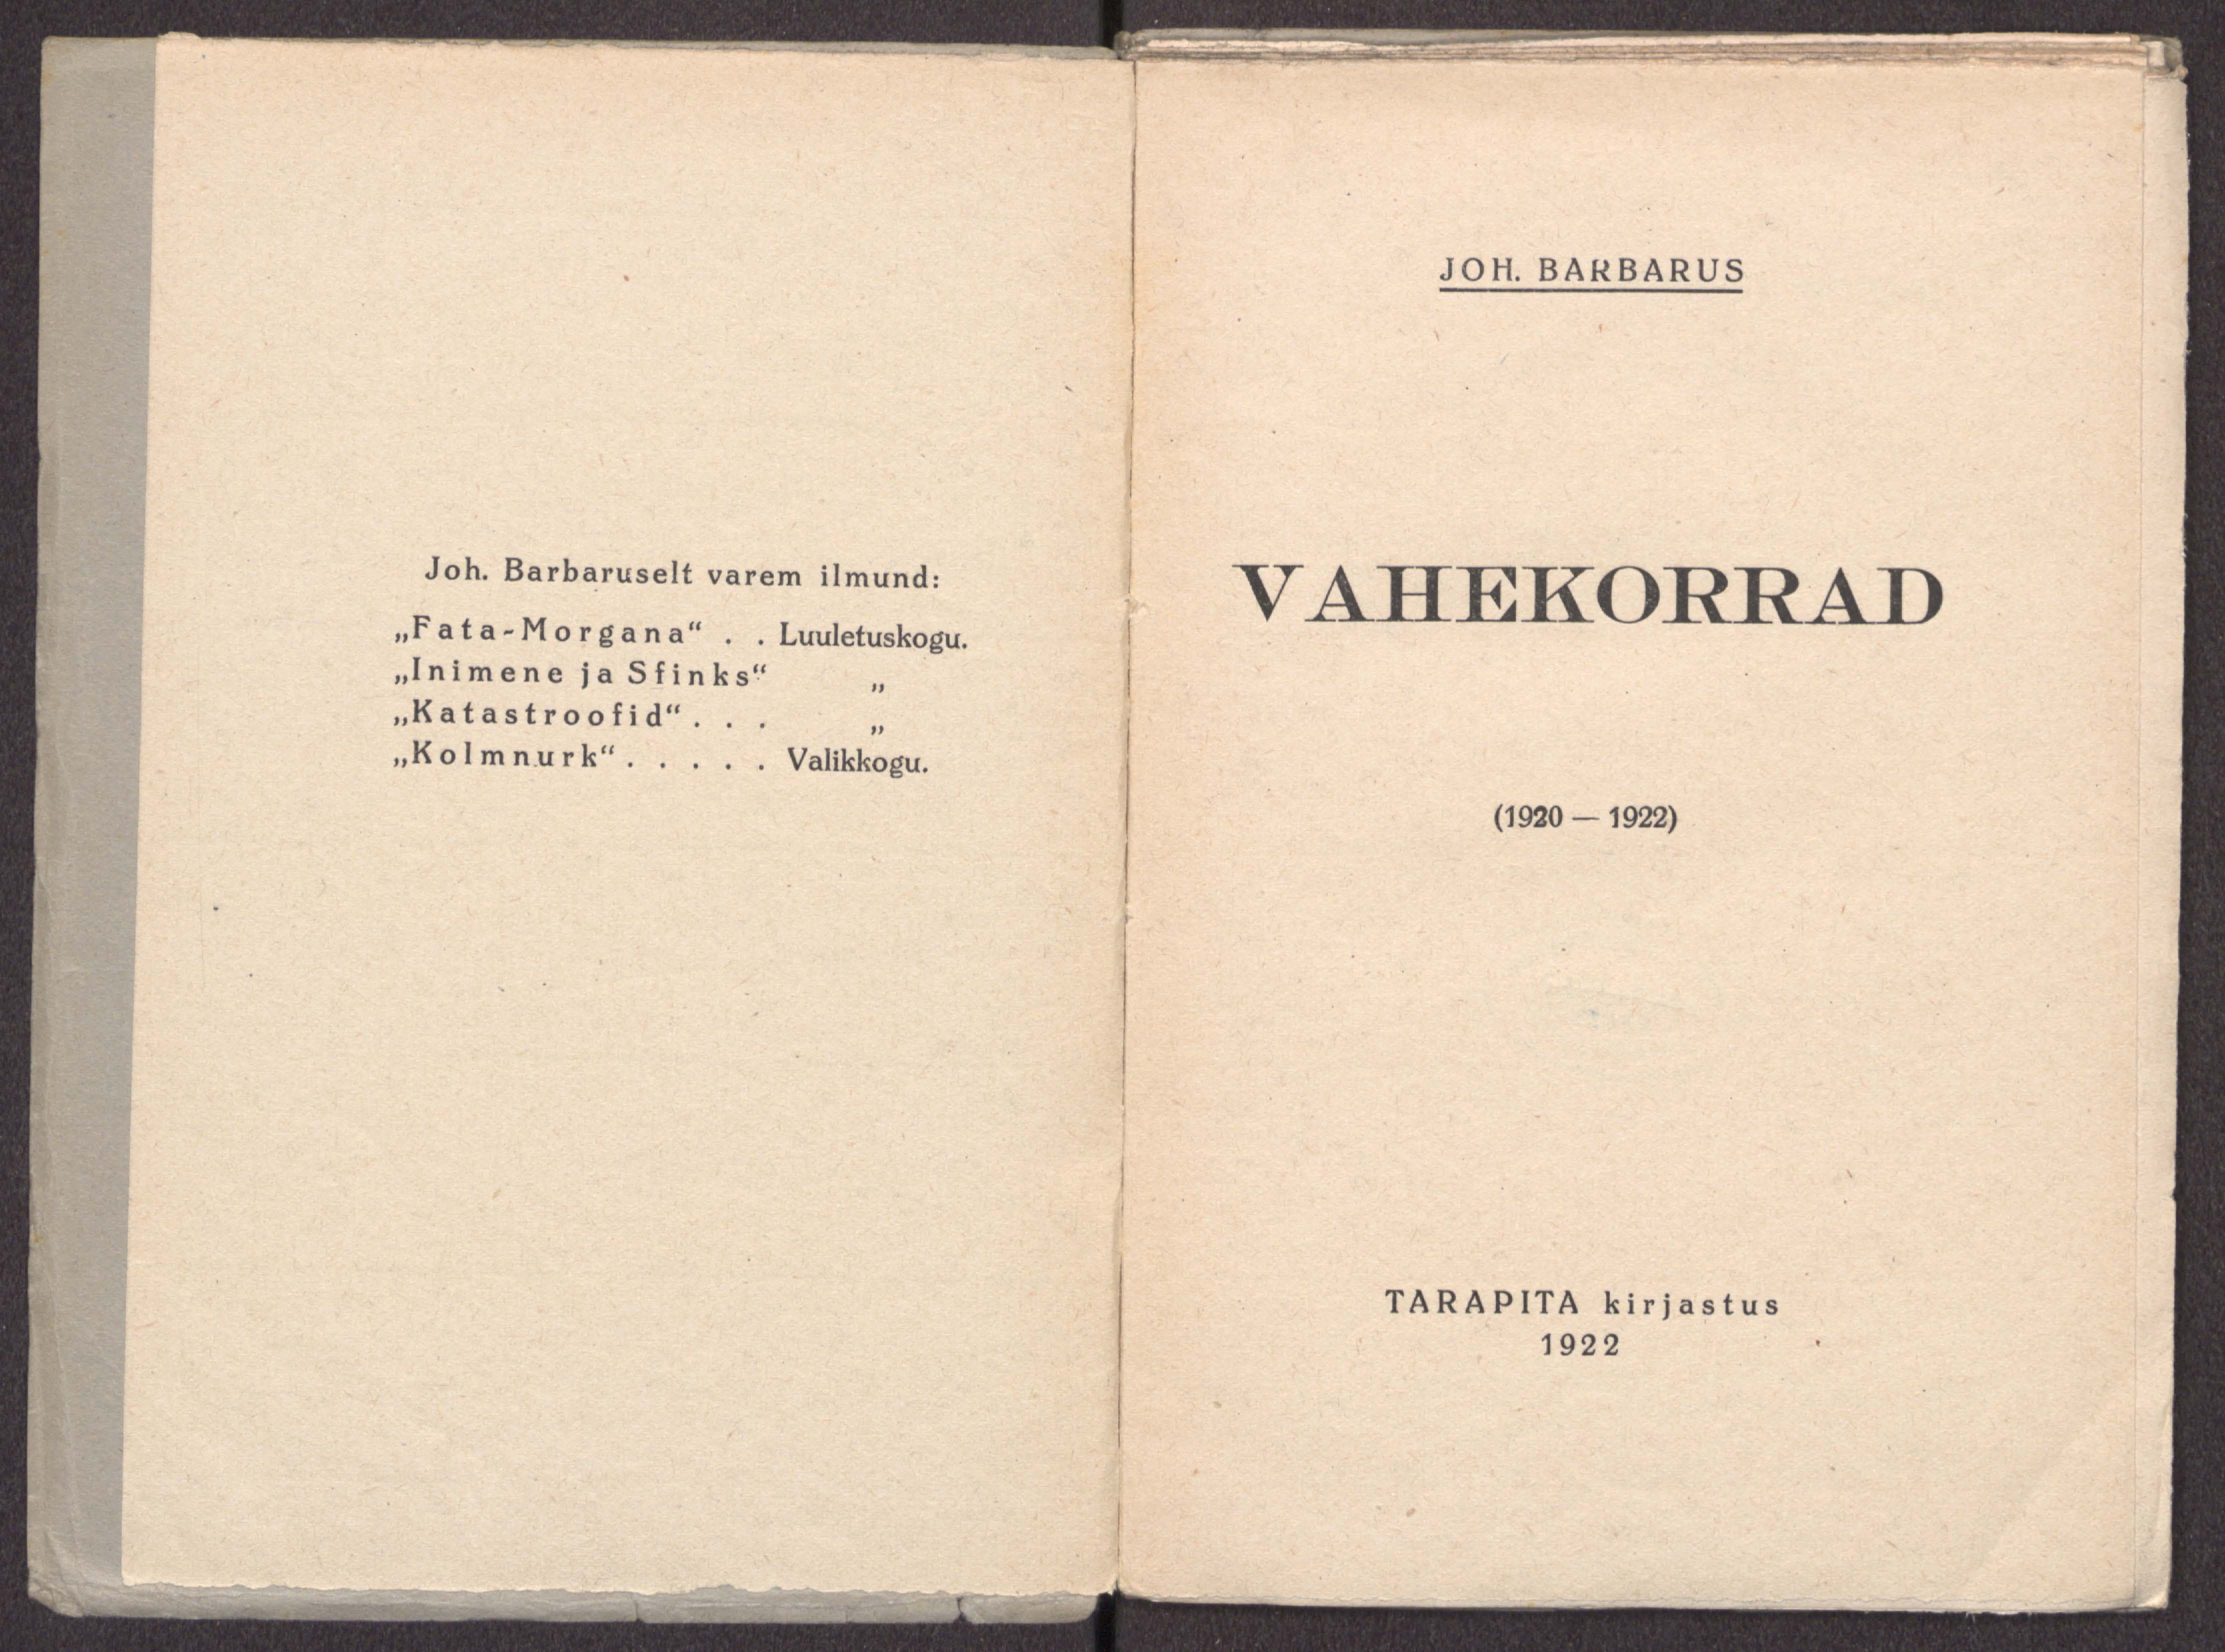 Joh. Barbaruselt varem ilmund:
„Fata-Morgana“ . . Luuletuskogu.
„Inimene ja Sfinks“ „
„Katastroofid“ . . . „
„Kolmnurk“ . . . . . Valikkogu.
JOH. BARBARUS
VAHEKORRAD
(1920 — 1922)
TARAPITA kirjastus
1922